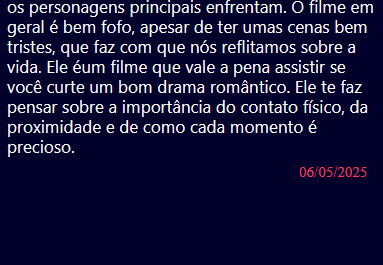 os personagens principais enfrentam. O filme em
geral é bem fofo, apesar de ter umas cenas bem
tristes, que faz com que nós reflitamos sobre a
vida. Ele éum filme que vale a pena assistir se
você curte um bom drama romântico. Ele te faz
pensar sobre a importância do contato físico, da
proximidade e de como cada momento é
precioso.
06/05/2025